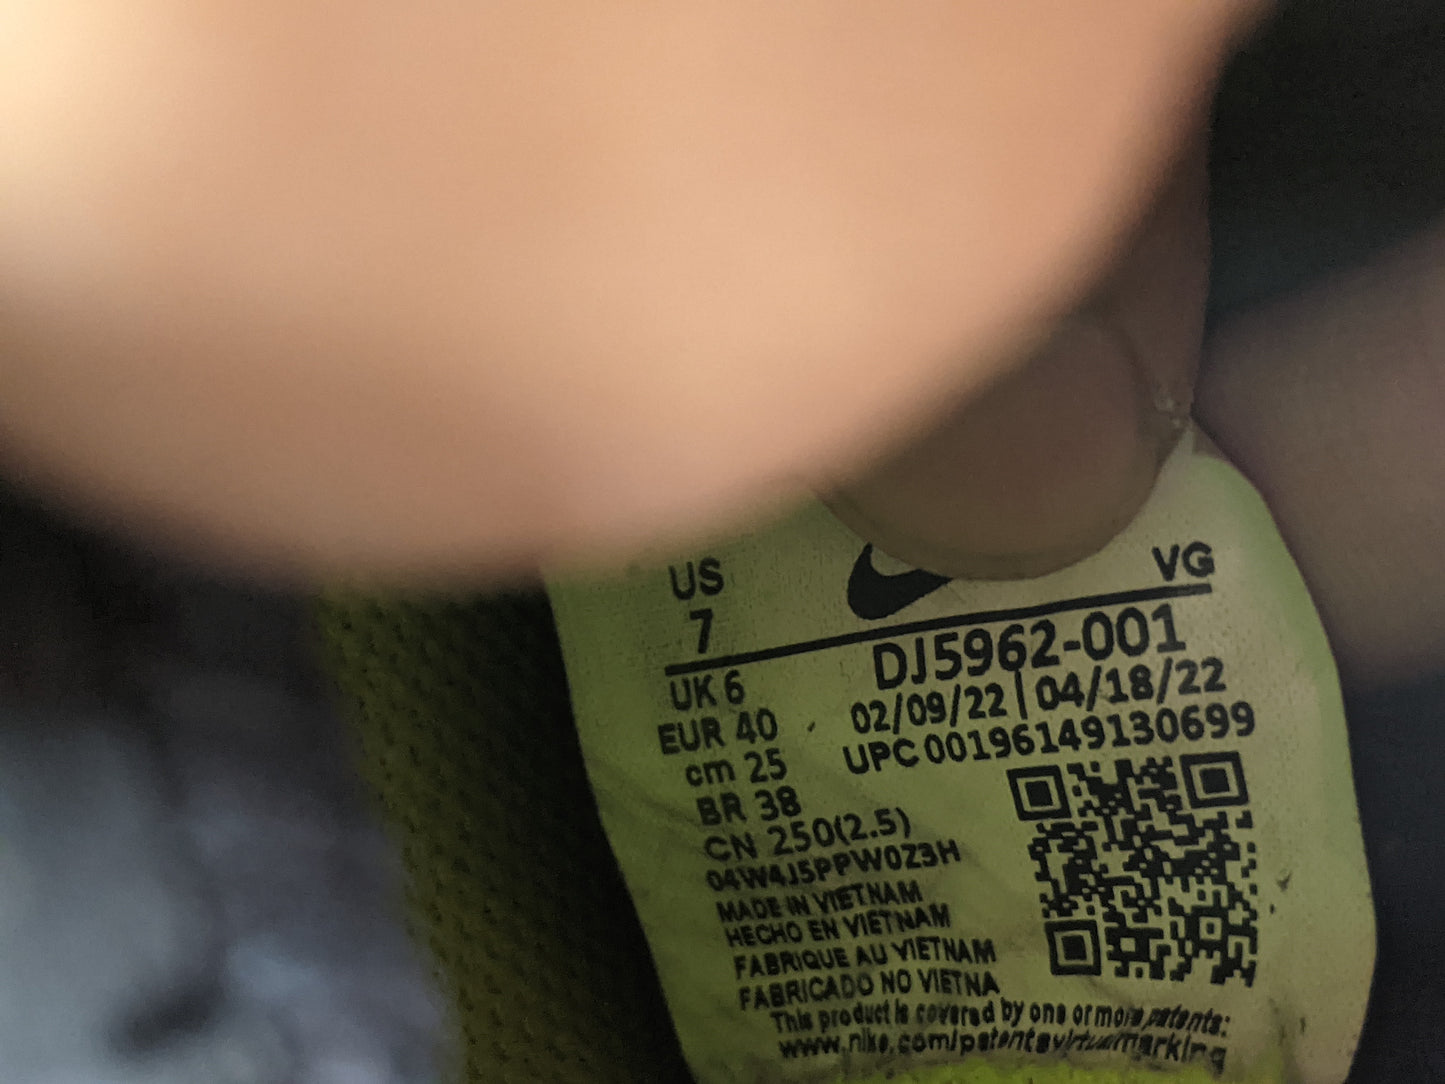 US
7
VG
DJ5962-001
02/09/22 | 04/18/22
UPC 00196149130699
UK 6
EUR 40
cm 25
BR 38
CN 250(2.5)
04W4J5PPW0Z3H
MADE IN VIETNAM
HECHO EN VIETNAM
FABRIQUE AU VIETNAM
FABRICADO NO VIETNA
This product is covered by one or more patents:
www.nike.com/patentsvirtualmarking